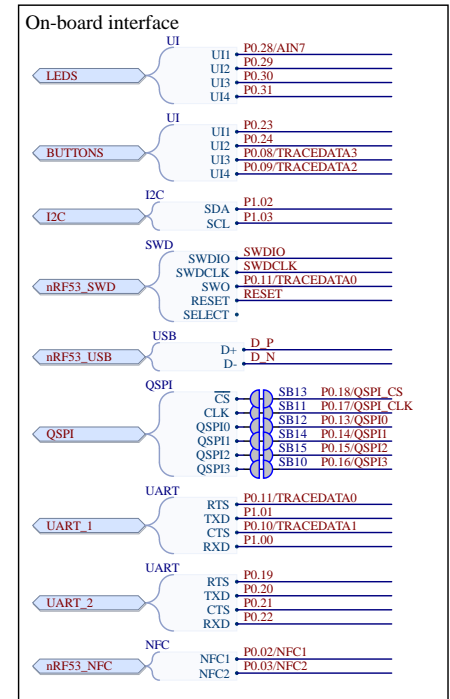 On-board interface
UI
LEDS
UI1 P0.28/AIN7
UI2 P0.29
UI3 P0.30
UI4 P0.31
UI
BUTTONS
UI1 P0.23
UI2 P0.24
UI3 P0.08/TRACEDATA3
UI4 P0.09/TRACEDATA2
I2C
I2C
SDA P1.02
SCL P1.03
SWD
nRF53_SWD
SWDIO SWDIO
SWDCLK SWDCLK
SWO P0.11/TRACEDATA0
RESET RESET
SELECT
USB
nRF53_USB
D+ D_P
D- D_N
QSPI
QSPI
CS SB13 P0.18/QSPI_CS
CLK SB11 P0.17/QSPI_CLK
QSPI0 SB12 P0.13/QSPI0
QSPI1 SB14 P0.14/QSPI1
QSPI2 SB15 P0.15/QSPI2
QSPI3 SB10 P0.16/QSPI3
UART
UART_1
RTS P0.11/TRACEDATA0
TXD P1.01
CTS P0.10/TRACEDATA1
RXD P1.00
UART
UART_2
RTS P0.19
TXD P0.20
CTS P0.21
RXD P0.22
NFC
nRF53_NFC
NFC1 P0.02/NFC1
NFC2 P0.03/NFC2